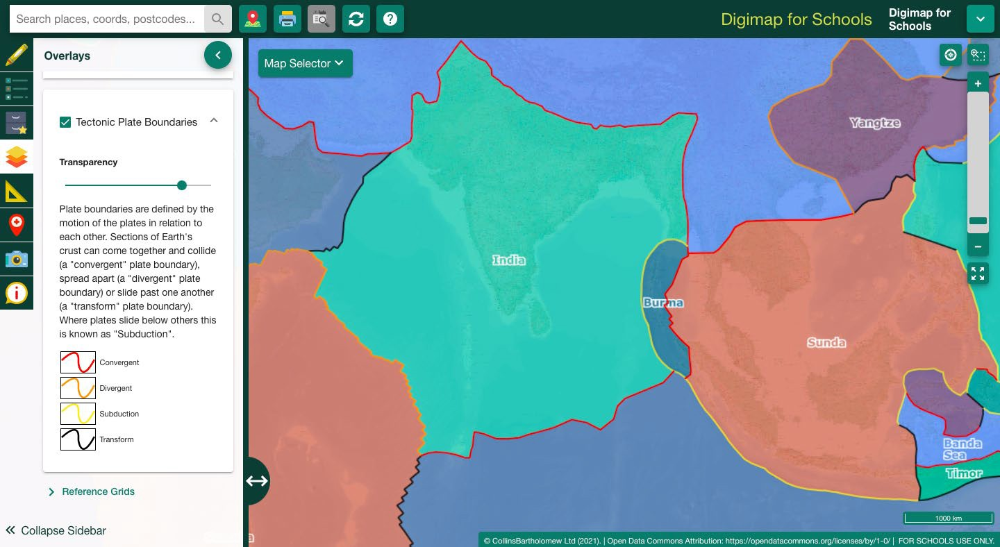 Search places, coords, postcodes...
Digimap for Schools
Digimap for
Schools
Overlays
Map Selector
Tectonic Plate Boundaries
Transparency
Plate boundaries are defined by the
motion of the plates in relation to
each other. Sections of Earth's
crust can come together and collide
(a "convergent" plate boundary),
spread apart (a "divergent" plate
boundary) or slide past one another
(a "transform" plate boundary).
Where plates slide below others this
is known as "Subduction".
Convergent
Divergent
Subduction
Transform
Reference Grids
Collapse Sidebar
Yangtze
India
Burma
Sunda
Banda
Sea
Timor
1000 km
© CollinsBartholomew Ltd (2021). | Open Data Commons Attribution: https://opendatacommons.org/licenses/by/1-0/ | FOR SCHOOLS USE ONLY.